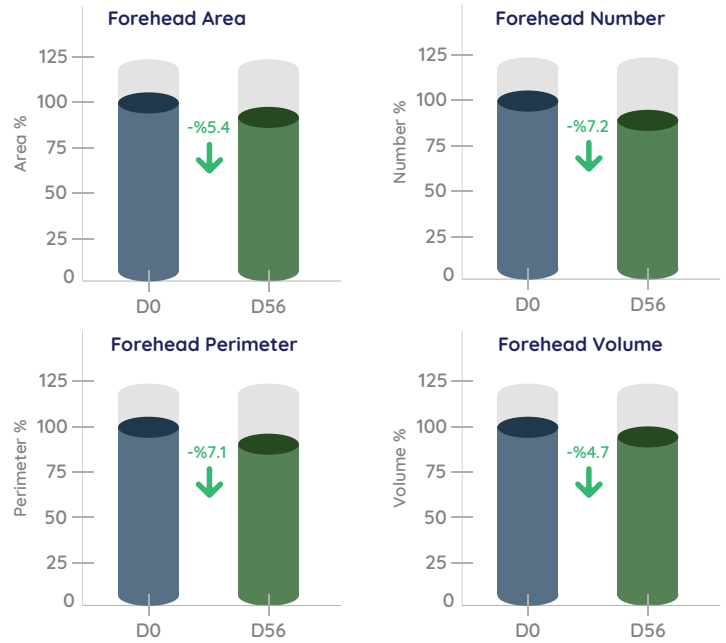 Forehead Area
Area %
125
100
75
50
25
0
-%5.4
D0
D56
Forehead Number
Number %
125
100
75
50
25
0
-%7.2
D0
D56
Forehead Perimeter
Perimeter %
125
100
75
50
25
0
-%7.1
D0
D56
Forehead Volume
Volume %
125
100
75
50
25
0
-%4.7
D0
D56